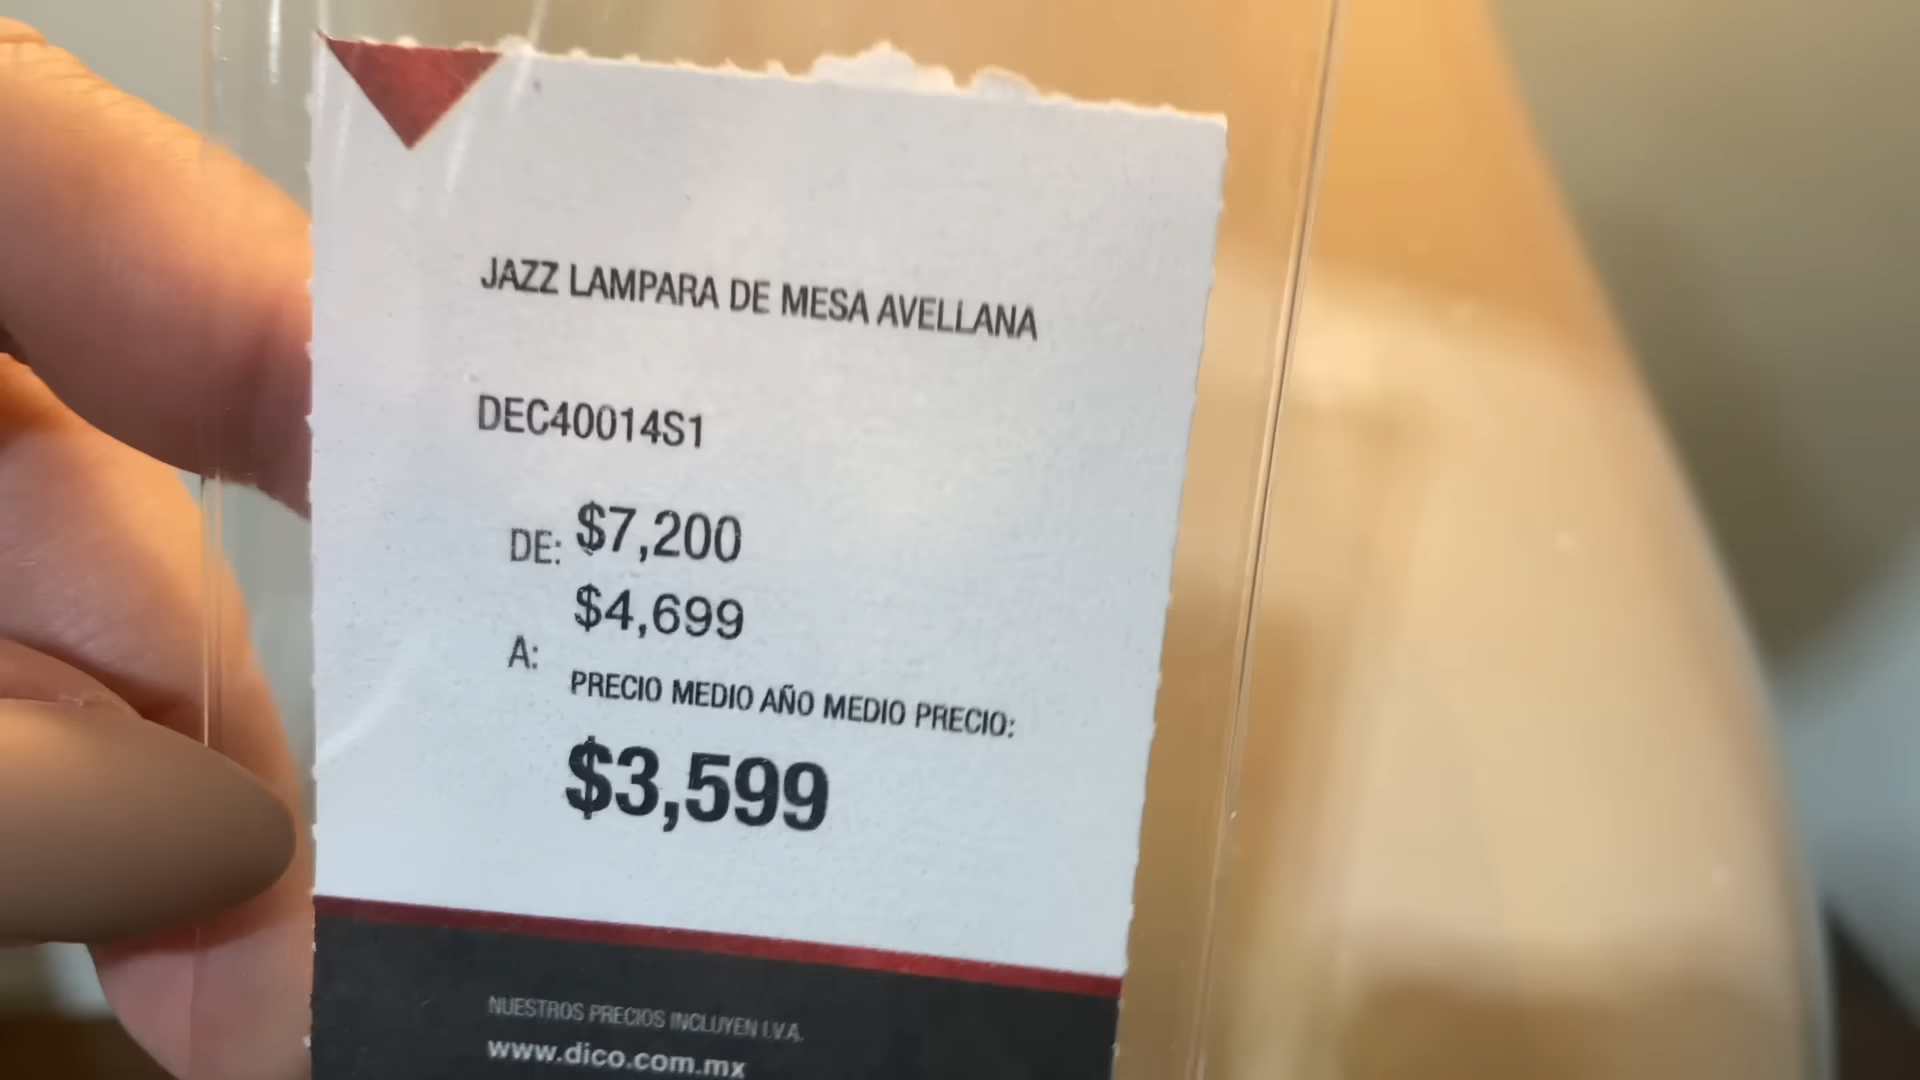 JAZZ LAMPARA DE MESA AVELLANA
DEC40014S1
DE: $7,200
$4,699
A:
PRECIO MEDIO AÑO MEDIO PRECIO:
$3,599
NUESTROS PRECIOS INCLUYEN I.V.A.
www.dico.com.mx